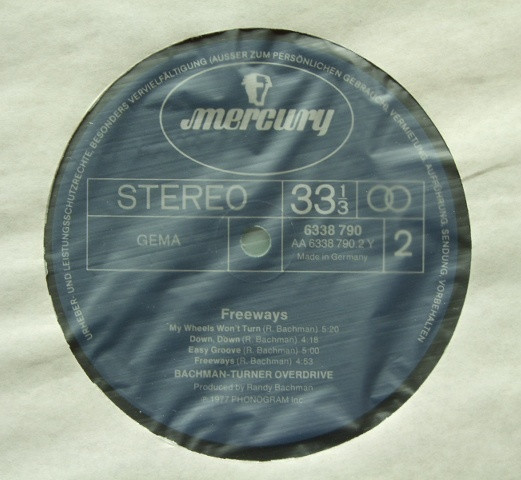 URHEBER- UND LEISTUNGSSCHUTZRECHTE, BESONDERS VERVIELFÄLTIGUNG (AUSSER ZUM PERSÖNLICHEN GEBRAUCH), VERMIETUNG, AUFFÜHRUNG, SENDUNG, VORBEHALTEN
mercury
STEREO
33 1/3
GEMA
6338 790
AA 6338 790.2 Y
Made in Germany
2
Freeways
My Wheels Won't Turn (R. Bachman) 5:20
Down, Down (R. Bachman) 4:18
Easy Groove (R. Bachman) 5:00
Freeways (R. Bachman) 4:53
BACHMAN-TURNER OVERDRIVE
Produced by Randy Bachman
℗ 1977 PHONOGRAM Inc.